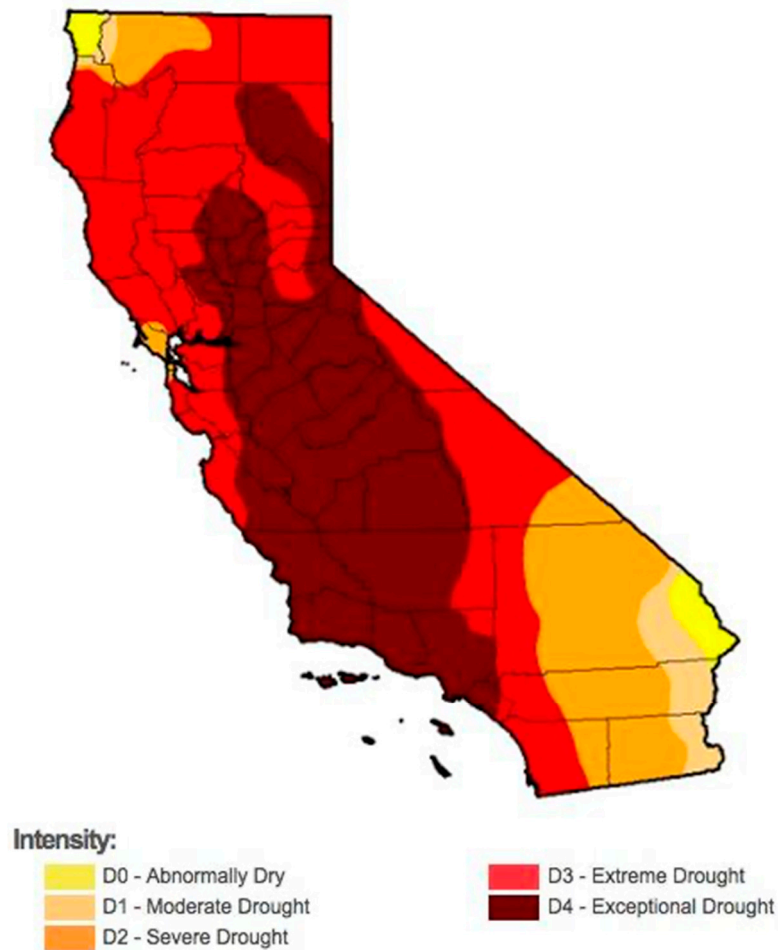 Intensity:
D0 - Abnormally Dry
D1 - Moderate Drought
D2 - Severe Drought
D3 - Extreme Drought
D4 - Exceptional Drought